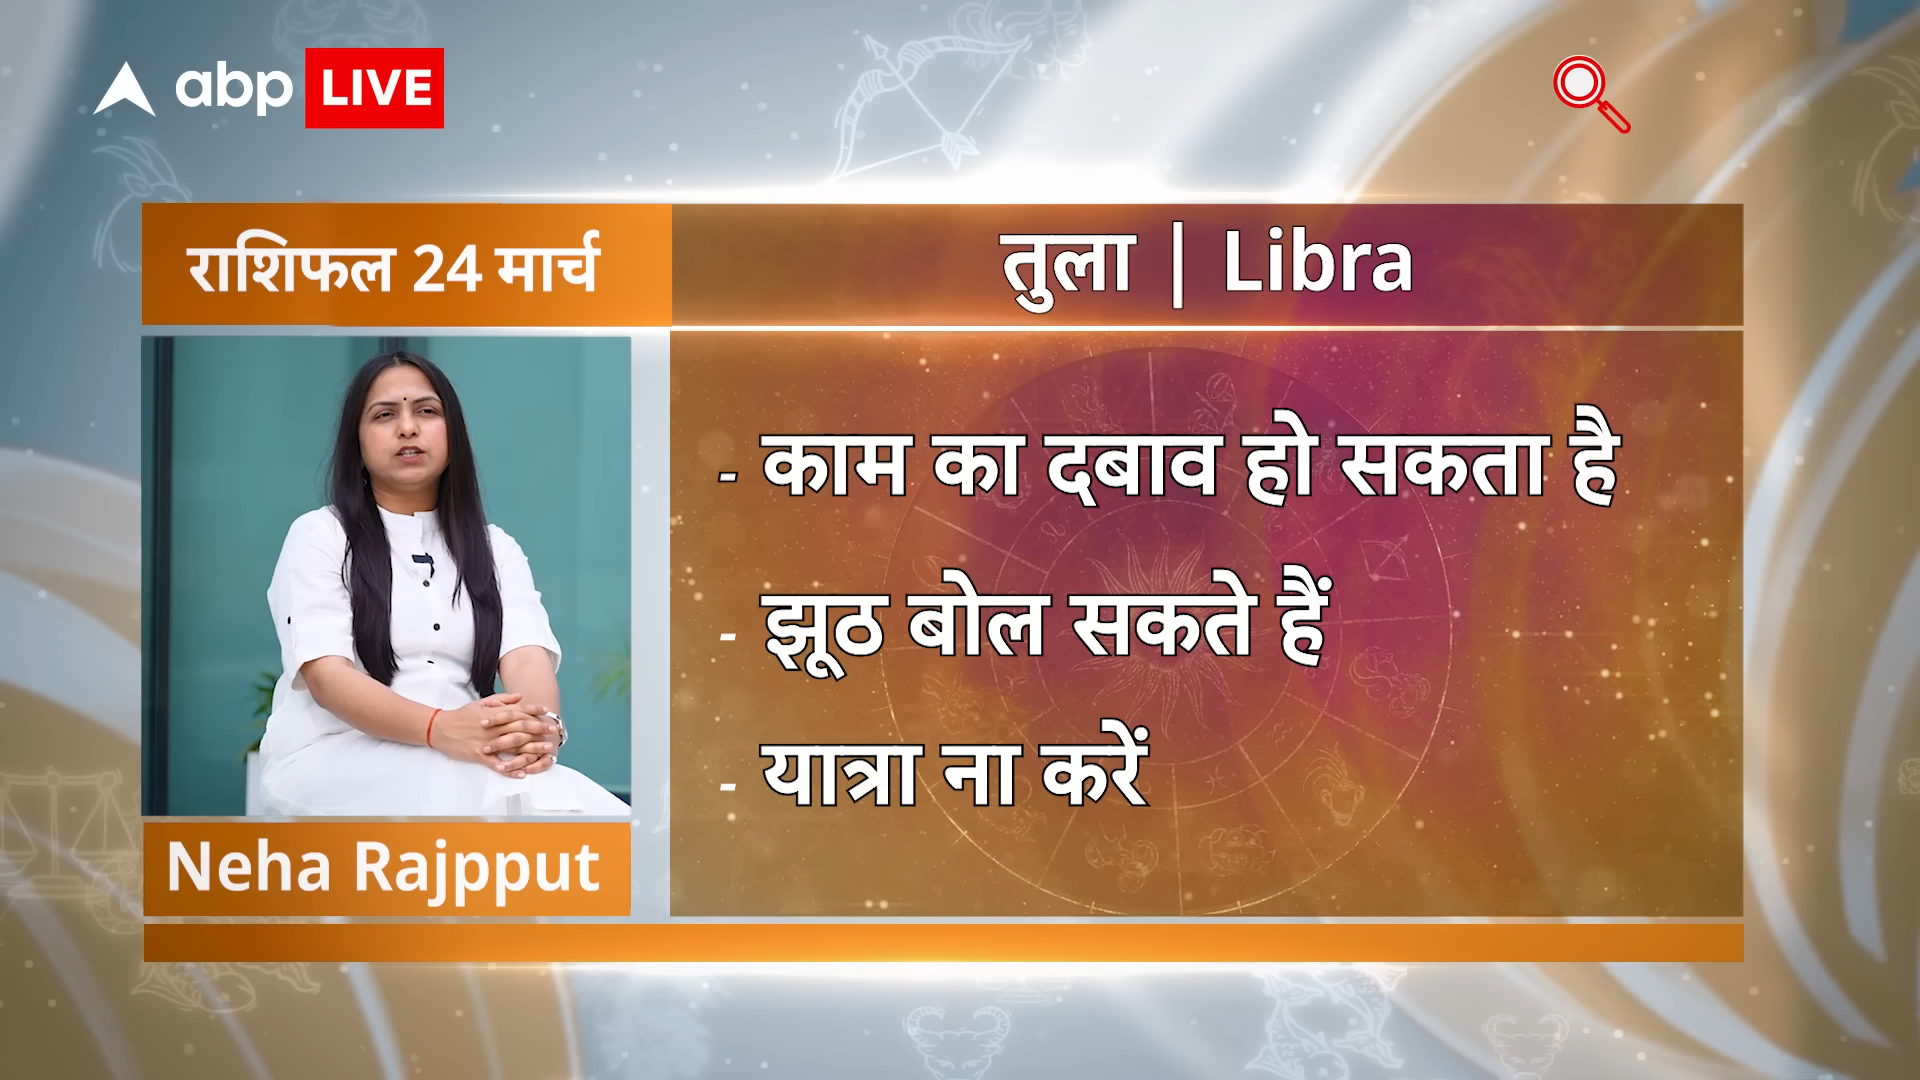 abp LIVE
राशिफल 24 मार्च
तुला | Libra
- काम का दबाव हो सकता है
- झूठ बोल सकते हैं
- यात्रा ना करें
Neha Rajpput